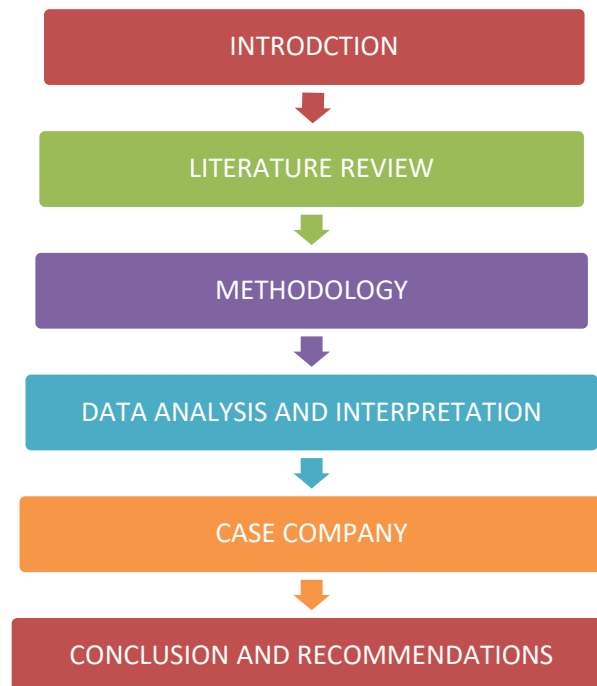 INTRODCTION
LITERATURE REVIEW
METHODOLOGY
DATA ANALYSIS AND INTERPRETATION
CASE COMPANY
CONCLUSION AND RECOMMENDATIONS